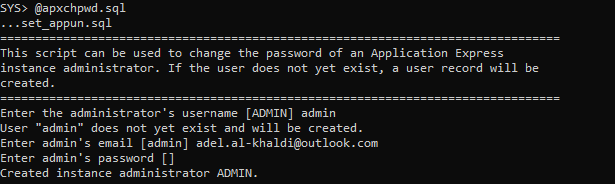 SYS> @apxchpwd.sql
...set_appun.sql
================================================================================
This script can be used to change the password of an Application Express
instance administrator. If the user does not yet exist, a user record will be
created.
================================================================================
Enter the administrator's username [ADMIN] admin
User "admin" does not yet exist and will be created.
Enter admin's email [admin] adel.al-khaldi@outlook.com
Enter admin's password []
Created instance administrator ADMIN.